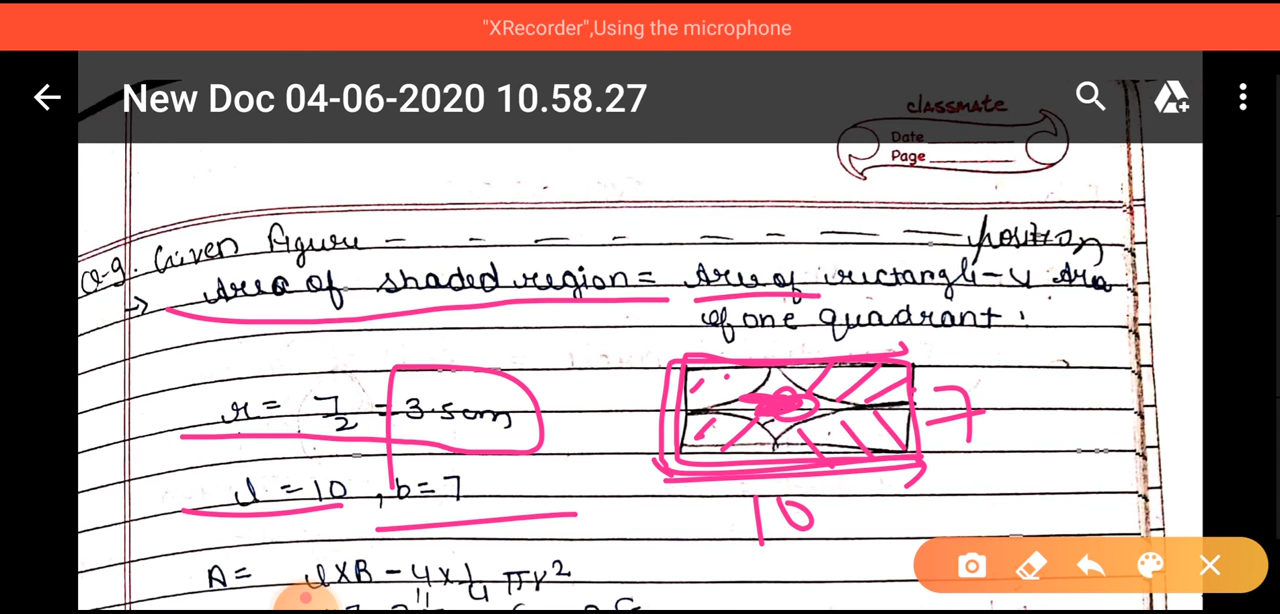 "XRecorder",Using the microphone
New Doc 04-06-2020 10.58.27
classmate
Date
Page
Q-9. Given figure - - - - - - - - position
→ Area of shaded region = Area of rectangle - 4 Area
of one quadrant.
r = 7/2 = 3.5cm
7
l = 10, b = 7
10
A = l×B - 4×1/4 πr²